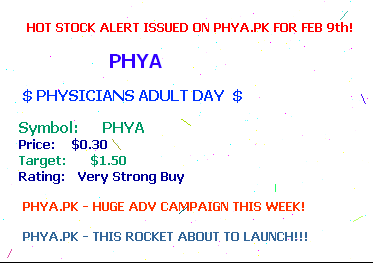 HOT STOCK ALERT ISSUED ON PHYA.PK FOR FEB 9th!
PHYA
$ PHYSICIANS ADULT DAY $
Symbol: PHYA
Price: $0.30
Target: $1.50
Rating: Very Strong Buy
PHYA.PK - HUGE ADV CAMPAIGN THIS WEEK!
PHYA.PK - THIS ROCKET ABOUT TO LAUNCH!!!